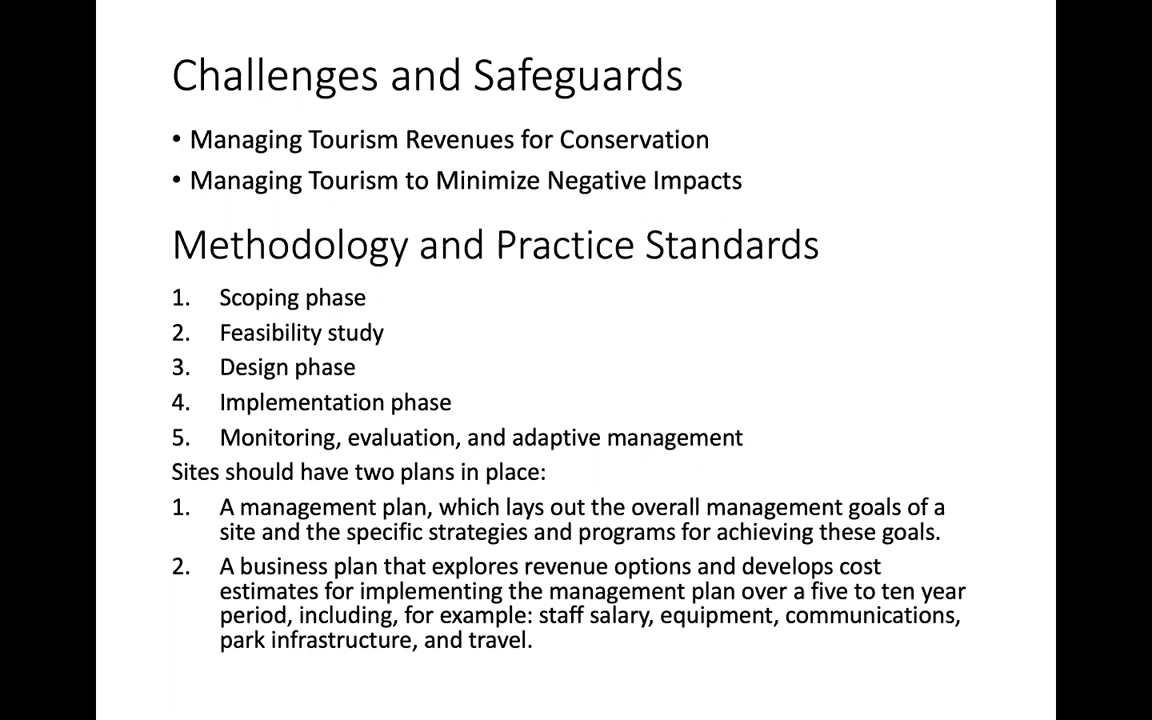 Challenges and Safeguards
• Managing Tourism Revenues for Conservation
• Managing Tourism to Minimize Negative Impacts
Methodology and Practice Standards
1. Scoping phase
2. Feasibility study
3. Design phase
4. Implementation phase
5. Monitoring, evaluation, and adaptive management
Sites should have two plans in place:
1. A management plan, which lays out the overall management goals of a
site and the specific strategies and programs for achieving these goals.
2. A business plan that explores revenue options and develops cost
estimates for implementing the management plan over a five to ten year
period, including, for example: staff salary, equipment, communications,
park infrastructure, and travel.